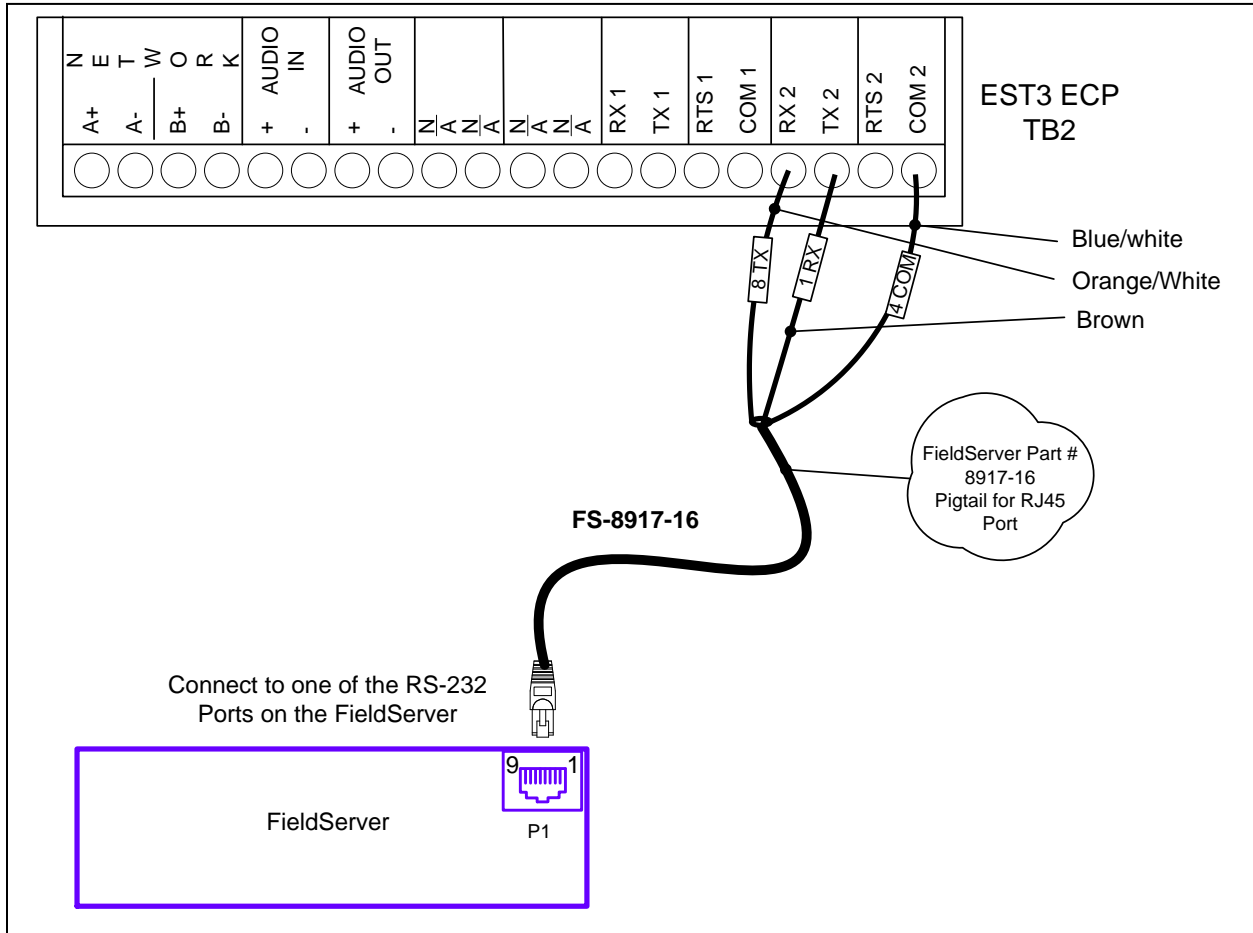 NETWORK
AUDIO IN
AUDIO OUT
A+
A-
B+
B-
+
-
+
-
N/A
N/A
N/A
N/A
RX 1
TX 1
RTS 1
COM 1
RX 2
TX 2
RTS 2
COM 2
EST3 ECP
TB2
8 TX
1 RX
4 COM
Blue/white
Orange/White
Brown
FieldServer Part #
8917-16
Pigtail for RJ45
Port
FS-8917-16
Connect to one of the RS-232
Ports on the FieldServer
9
1
FieldServer
P1